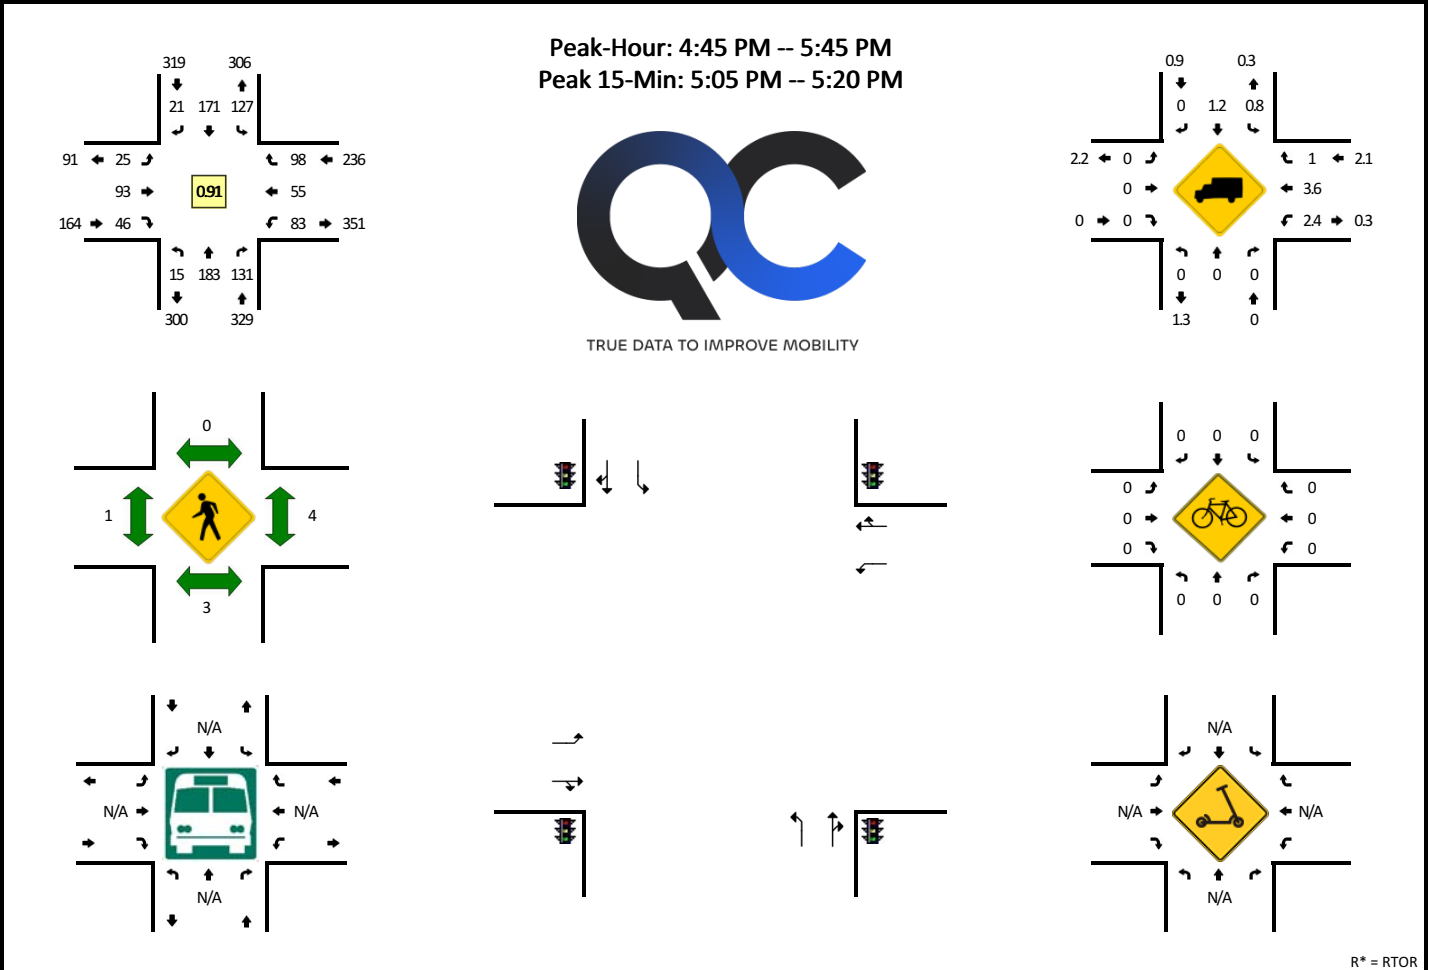 Peak-Hour: 4:45 PM -- 5:45 PM
Peak 15-Min: 5:05 PM -- 5:20 PM
319 306
21 171 127
91 25 98 236
93 0.91 55
164 46 83 351
15 183 131
300 329
QC
TRUE DATA TO IMPROVE MOBILITY
0.9 0.3
0 1.2 0.8
2.2 0 1 2.1
0 3.6
0 0 2.4 0.3
0 0 0
1.3 0
0
1 4
3
0 0 0
0 0
0 0
0 0
0 0 0
N/A
N/A N/A
N/A
N/A
N/A N/A
N/A
R* = RTOR